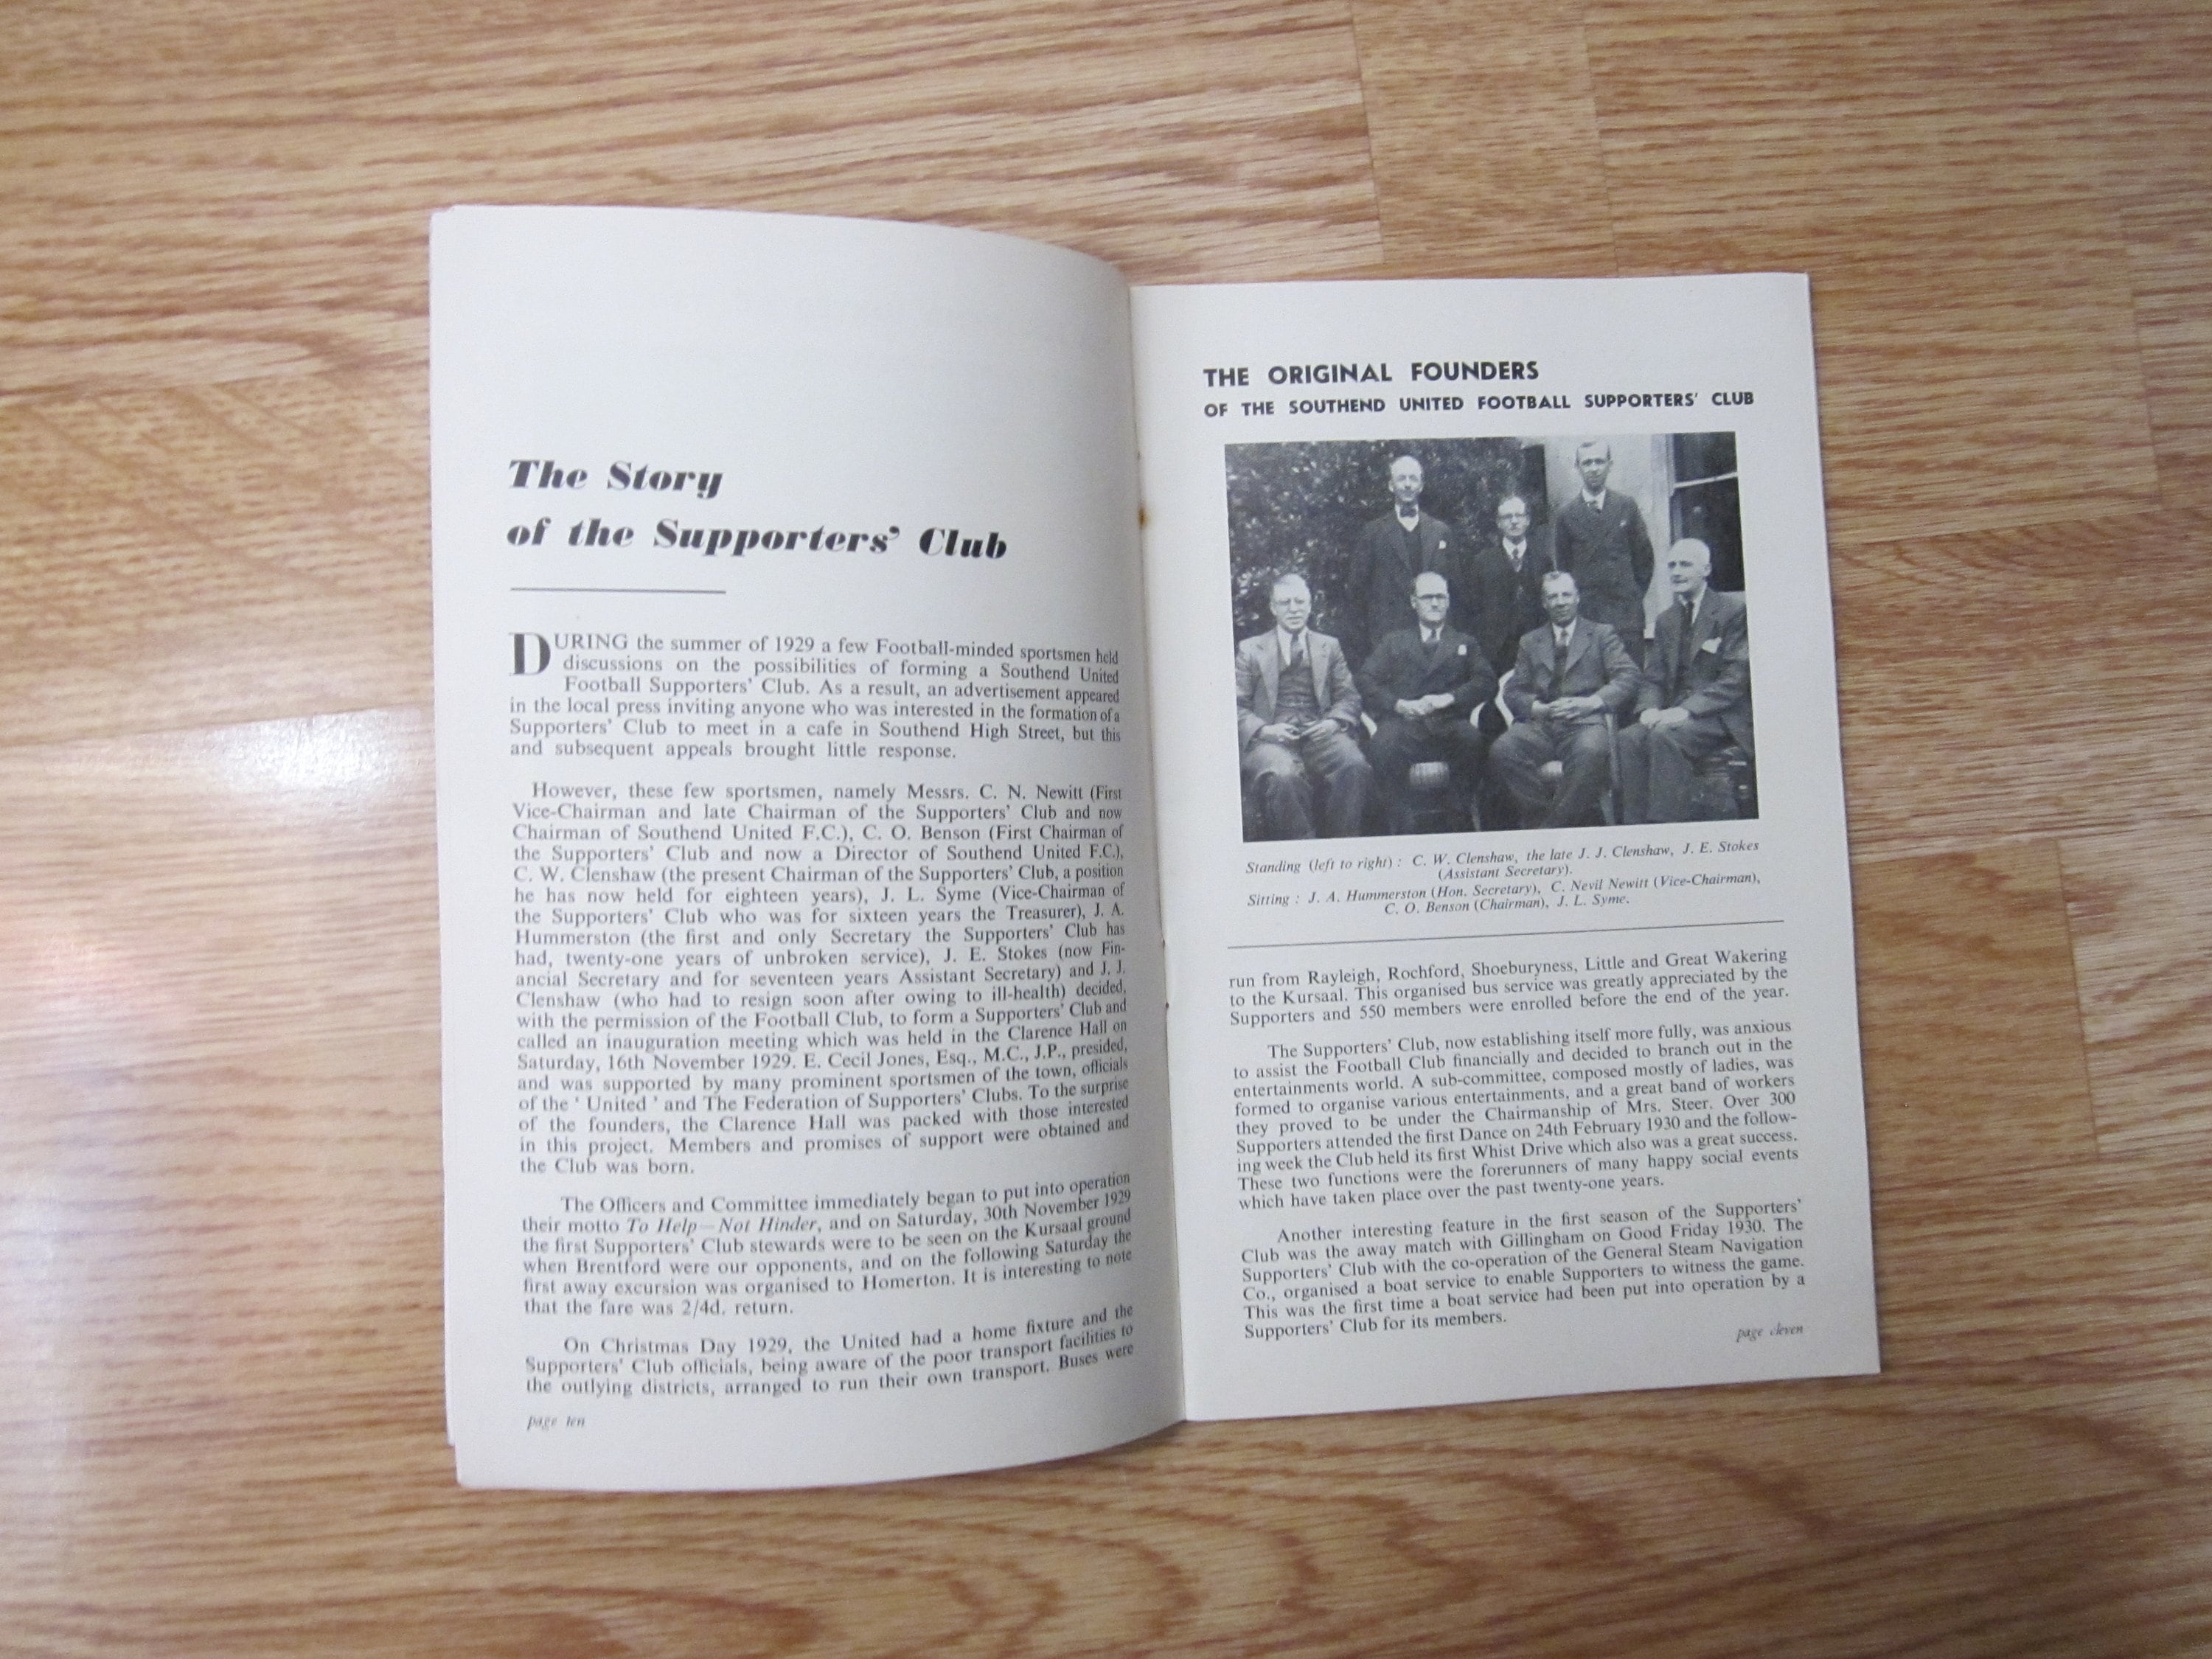 The Story
of the Supporters' Club
DURING the summer of 1929 a few Football-minded sportsmen held
discussions on the possibilities of forming a Southend United
Football Supporters' Club. As a result, an advertisement appeared
in the local press inviting anyone who was interested in the formation of a
Supporters' Club to meet in a cafe in Southend High Street, but this
and subsequent appeals brought little response.
However, these few sportsmen, namely Messrs. C. N. Newitt (First
Vice-Chairman and late Chairman of the Supporters' Club and now
Chairman of Southend United F.C.), C. O. Benson (First Chairman of
the Supporters' Club and now a Director of Southend United F.C.),
C. W. Clenshaw (the present Chairman of the Supporters' Club, a position
he has now held for eighteen years), J. L. Syme (Vice-Chairman of
the Supporters' Club who was for sixteen years the Treasurer), J. A.
Hummerston (the first and only Secretary the Supporters' Club has
had, twenty-one years of unbroken service), J. E. Stokes (now Fin-
ancial Secretary and for seventeen years Assistant Secretary) and J. J.
Clenshaw (who had to resign soon after owing to ill-health) decided,
with the permission of the Football Club, to form a Supporters' Club and
called an inauguration meeting which was held in the Clarence Hall on
Saturday, 16th November 1929. E. Cecil Jones, Esq., M.C., J.P., presided,
and was supported by many prominent sportsmen of the town, officials
of the ' United ' and The Federation of Supporters' Clubs. To the surprise
of the founders, the Clarence Hall was packed with those interested
in this project. Members and promises of support were obtained and
the Club was born.
The Officers and Committee immediately began to put into operation
their motto To Help—Not Hinder, and on Saturday, 30th November 1929
the first Supporters' Club stewards were to be seen on the Kursaal ground
when Brentford were our opponents, and on the following Saturday the
first away excursion was organised to Homerton. It is interesting to note
that the fare was 2/4d. return.
On Christmas Day 1929, the United had a home fixture and the
Supporters' Club officials, being aware of the poor transport facilities to
the outlying districts, arranged to run their own transport. Buses were
page ten
THE ORIGINAL FOUNDERS
OF THE SOUTHEND UNITED FOOTBALL SUPPORTERS' CLUB
Standing (left to right) : C. W. Clenshaw, the late J. J. Clenshaw, J. E. Stokes
(Assistant Secretary).
Sitting : J. A. Hummerston (Hon. Secretary), C. Nevil Newitt (Vice-Chairman),
C. O. Benson (Chairman), J. L. Syme.
run from Rayleigh, Rochford, Shoeburyness, Little and Great Wakering
to the Kursaal. This organised bus service was greatly appreciated by the
Supporters and 550 members were enrolled before the end of the year.
The Supporters' Club, now establishing itself more fully, was anxious
to assist the Football Club financially and decided to branch out in the
entertainments world. A sub-committee, composed mostly of ladies, was
formed to organise various entertainments, and a great band of workers
they proved to be under the Chairmanship of Mrs. Steer. Over 300
Supporters attended the first Dance on 24th February 1930 and the follow-
ing week the Club held its first Whist Drive which also was a great success.
These two functions were the forerunners of many happy social events
which have taken place over the past twenty-one years.
Another interesting feature in the first season of the Supporters'
Club was the away match with Gillingham on Good Friday 1930. The
Supporters' Club with the co-operation of the General Steam Navigation
Co., organised a boat service to enable Supporters to witness the game.
This was the first time a boat service had been put into operation by a
Supporters' Club for its members.
page eleven